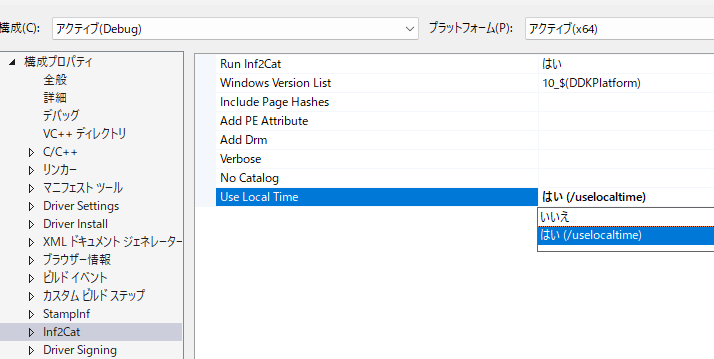 構成(C):
アクティブ(Debug)
プラットフォーム(P):
アクティブ(x64)
構成プロパティ
全般
詳細
デバッグ
VC++ ディレクトリ
C/C++
リンカー
マニフェスト ツール
Driver Settings
Driver Install
XML ドキュメント ジェネレーター
ブラウザー情報
ビルド イベント
カスタム ビルド ステップ
StampInf
Inf2Cat
Driver Signing
Run Inf2Cat
はい
Windows Version List
10_$(DDKPlatform)
Include Page Hashes
Add PE Attribute
Add Drm
Verbose
No Catalog
Use Local Time
はい (/uselocaltime)
いいえ
はい (/uselocaltime)